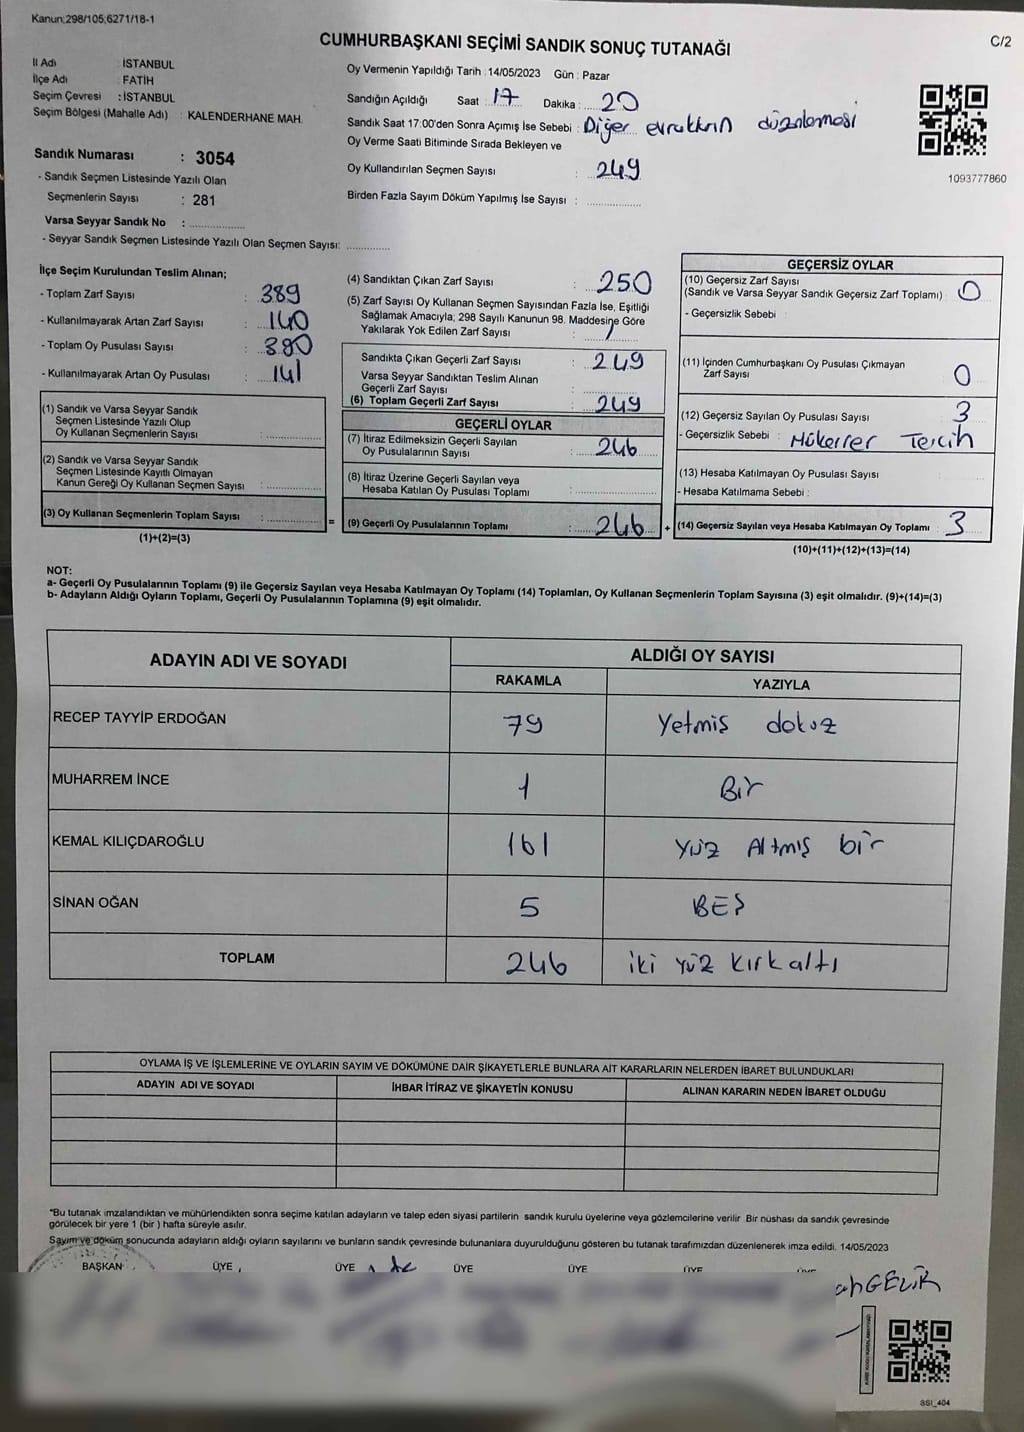 Kanun;298/105;6271/18-1
CUMHURBAŞKANI SEÇİMİ SANDIK SONUÇ TUTANAĞI
C/2
İl Adı : İSTANBUL
İlçe Adı : FATİH
Seçim Çevresi : İSTANBUL
Seçim Bölgesi (Mahalle Adı) : KALENDERHANE MAH.
Sandık Numarası : 3054
- Sandık Seçmen Listesinde Yazılı Olan
Seçmenlerin Sayısı : 281
Varsa Seyyar Sandık No :
- Seyyar Sandık Seçmen Listesinde Yazılı Olan Seçmen Sayısı:
Oy Vermenin Yapıldığı Tarih : 14/05/2023 Gün : Pazar
Sandığın Açıldığı Saat : 17 Dakika : 20
Sandık Saat 17:00'den Sonra Açımış İse Sebebi : Diğer evrakların düzenlemesi
Oy Verme Saati Bitiminde Sırada Bekleyen ve
Oy Kullandırılan Seçmen Sayısı : 249
Birden Fazla Sayım Döküm Yapılmış İse Sayısı :
1093777860
İlçe Seçim Kurulundan Teslim Alınan;
- Toplam Zarf Sayısı : 389
- Kullanılmayarak Artan Zarf Sayısı : 140
- Toplam Oy Pusulası Sayısı : 390
- Kullanılmayarak Artan Oy Pusulası : 141
(1) Sandık ve Varsa Seyyar Sandık
Seçmen Listesinde Yazılı Olup
Oy Kullanan Seçmenlerin Sayısı :
(2) Sandık ve Varsa Seyyar Sandık
Seçmen Listesinde Kayıtlı Olmayan
Kanun Gereği Oy Kullanan Seçmen Sayısı :
(3) Oy Kullanan Seçmenlerin Toplam Sayısı : =
(1)+(2)=(3)
(4) Sandıktan Çıkan Zarf Sayısı : 250
(5) Zarf Sayısı Oy Kullanan Seçmen Sayısından Fazla İse, Eşitliği
Sağlamak Amacıyla; 298 Sayılı Kanunun 98. Maddesine Göre
Yakılarak Yok Edilen Zarf Sayısı : 1
Sandıkta Çıkan Geçerli Zarf Sayısı : 249
Varsa Seyyar Sandıktan Teslim Alınan
Geçerli Zarf Sayısı :
(6) Toplam Geçerli Zarf Sayısı : 249
GEÇERLİ OYLAR
(7) İtiraz Edilmeksizin Geçerli Sayılan
Oy Pusulalarının Sayısı : 246
(8) İtiraz Üzerine Geçerli Sayılan veya
Hesaba Katılan Oy Pusulası Toplamı :
(9) Geçerli Oy Pusulalarının Toplamı : 246 +
GEÇERSİZ OYLAR
(10) Geçersiz Zarf Sayısı
(Sandık ve Varsa Seyyar Sandık Geçersiz Zarf Toplamı) : 0
- Geçersizlik Sebebi :
(11) İçinden Cumhurbaşkanı Oy Pusulası Çıkmayan
Zarf Sayısı : 0
(12) Geçersiz Sayılan Oy Pusulası Sayısı : 3
- Geçersizlik Sebebi : Mükerrer Tercih
(13) Hesaba Katılmayan Oy Pusulası Sayısı :
- Hesaba Katılmama Sebebi :
(14) Geçersiz Sayılan veya Hesaba Katılmayan Oy Toplamı : 3
(10)+(11)+(12)+(13)=(14)
NOT:
a- Geçerli Oy Pusulalarının Toplamı (9) ile Geçersiz Sayılan veya Hesaba Katılmayan Oy Toplamı (14) Toplamları, Oy Kullanan Seçmenlerin Toplam Sayısına (3) eşit olmalıdır. (9)+(14)=(3)
b- Adayların Aldığı Oyların Toplamı, Geçerli Oy Pusulalarının Toplamına (9) eşit olmalıdır.
ADAYIN ADI VE SOYADI ALDIĞI OY SAYISI
RAKAMLA YAZIYLA
RECEP TAYYİP ERDOĞAN 79 Yetmiş dokuz
MUHARREM İNCE 1 Bir
KEMAL KILIÇDAROĞLU 161 Yüz Altmış bir
SİNAN OĞAN 5 BEŞ
TOPLAM 246 iki yüz kırkaltı
OYLAMA İŞ VE İŞLEMLERİNE VE OYLARIN SAYIM VE DÖKÜMÜNE DAİR ŞİKAYETLERLE BUNLARA AİT KARARLARIN NELERDEN İBARET BULUNDUKLARI
ADAYIN ADI VE SOYADI İHBAR İTİRAZ VE ŞİKAYETİN KONUSU ALINAN KARARIN NEDEN İBARET OLDUĞU
*Bu tutanak imzalandıktan ve mühürlendikten sonra seçime katılan adayların ve talep eden siyasi partilerin sandık kurulu üyelerine veya gözlemcilerine verilir. Bir nüshası da sandık çevresinde
görülecek bir yere 1 (bir ) hafta süreyle asılır.
Sayım ve döküm sonucunda adayların aldığı oyların sayılarını ve bunların sandık çevresinde bulunanlara duyurulduğunu gösteren bu tutanak tarafımızdan düzenlenerek imza edildi. 14/05/2023
BAŞKAN ÜYE ÜYE ÜYE ÜYE ÜYE
GELİR
SSI_404